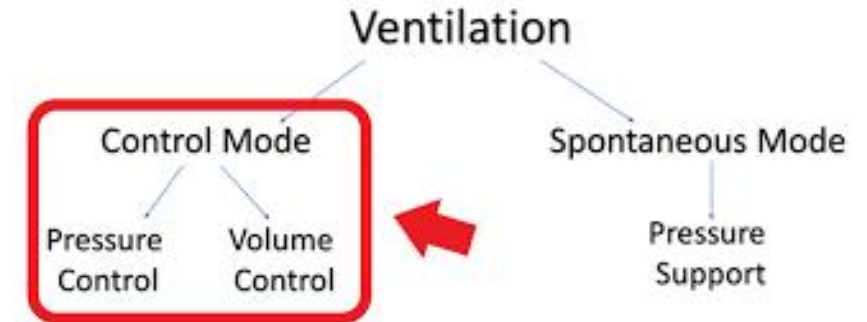 Ventilation
Control Mode
Spontaneous Mode
Pressure
Control
Volume
Control
Pressure
Support